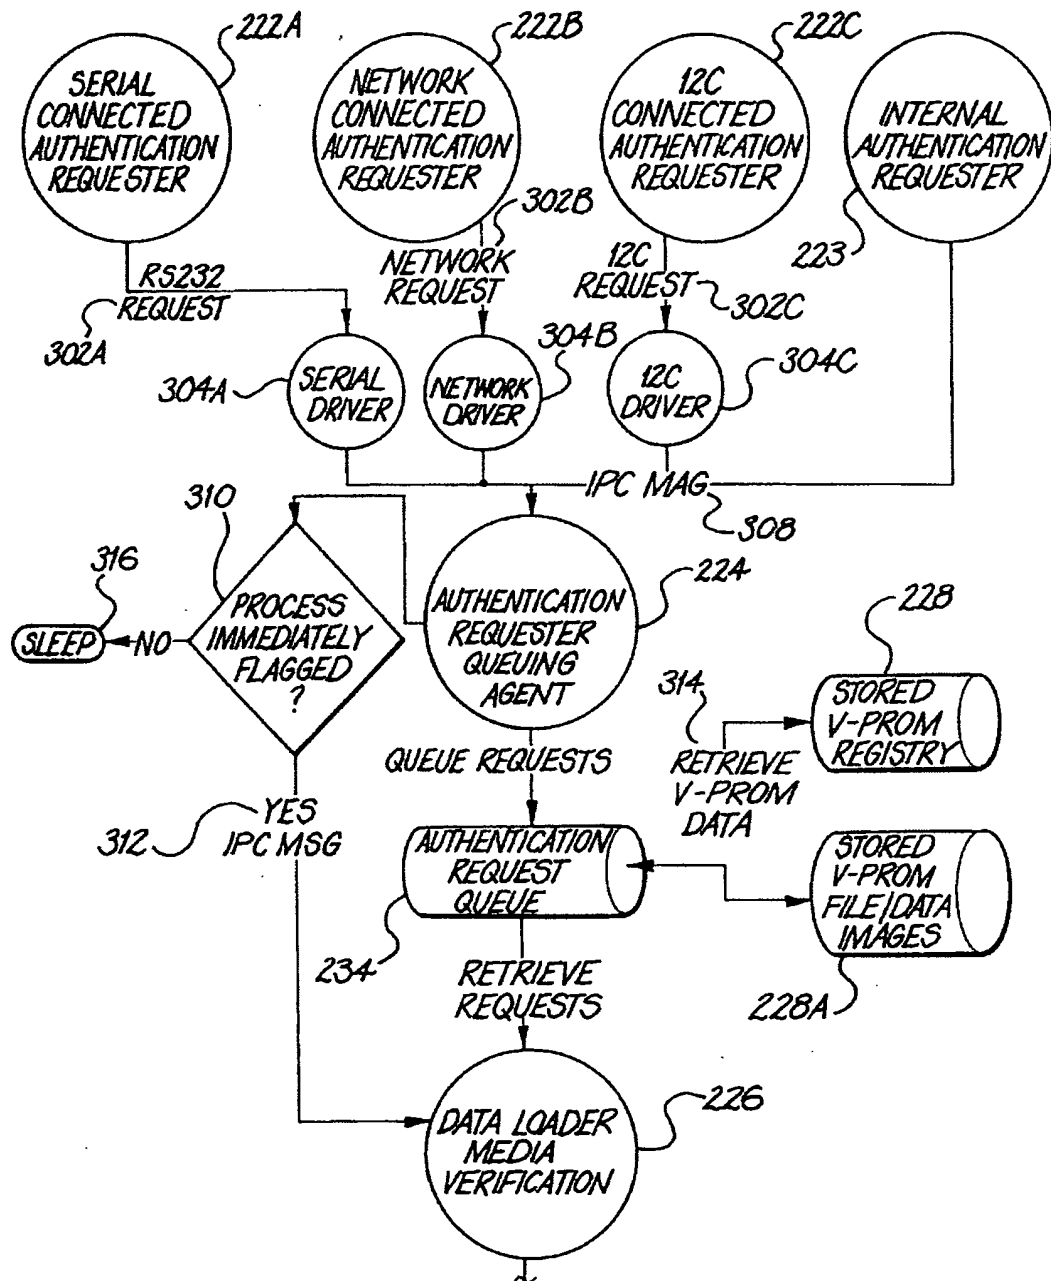 222A
222B
222C
SERIAL
CONNECTED
AUTHENTICATION
REQUESTER
NETWORK
CONNECTED
AUTHENTICATION
REQUESTER
12C
CONNECTED
AUTHENTICATION
REQUESTER
INTERNAL
AUTHENTICATION
REQUESTER
223
RS232
REQUEST
302A
302B
NETWORK
REQUEST
12C
REQUEST
302C
304A
SERIAL
DRIVER
304B
NETWORK
DRIVER
304C
12C
DRIVER
IPC MAG
308
310
316
SLEEP
NO
PROCESS
IMMEDIATELY
FLAGGED
?
AUTHENTICATION
REQUESTER
QUEUING
AGENT
224
228
STORED
V-PROM
REGISTRY
314
RETRIEVE
V-PROM
DATA
QUEUE REQUESTS
312
YES
IPC MSG
AUTHENTICATION
REQUEST
QUEUE
234
STORED
V-PROM
FILE/DATA
IMAGES
228A
RETRIEVE
REQUESTS
DATA LOADER
MEDIA
VERIFICATION
226